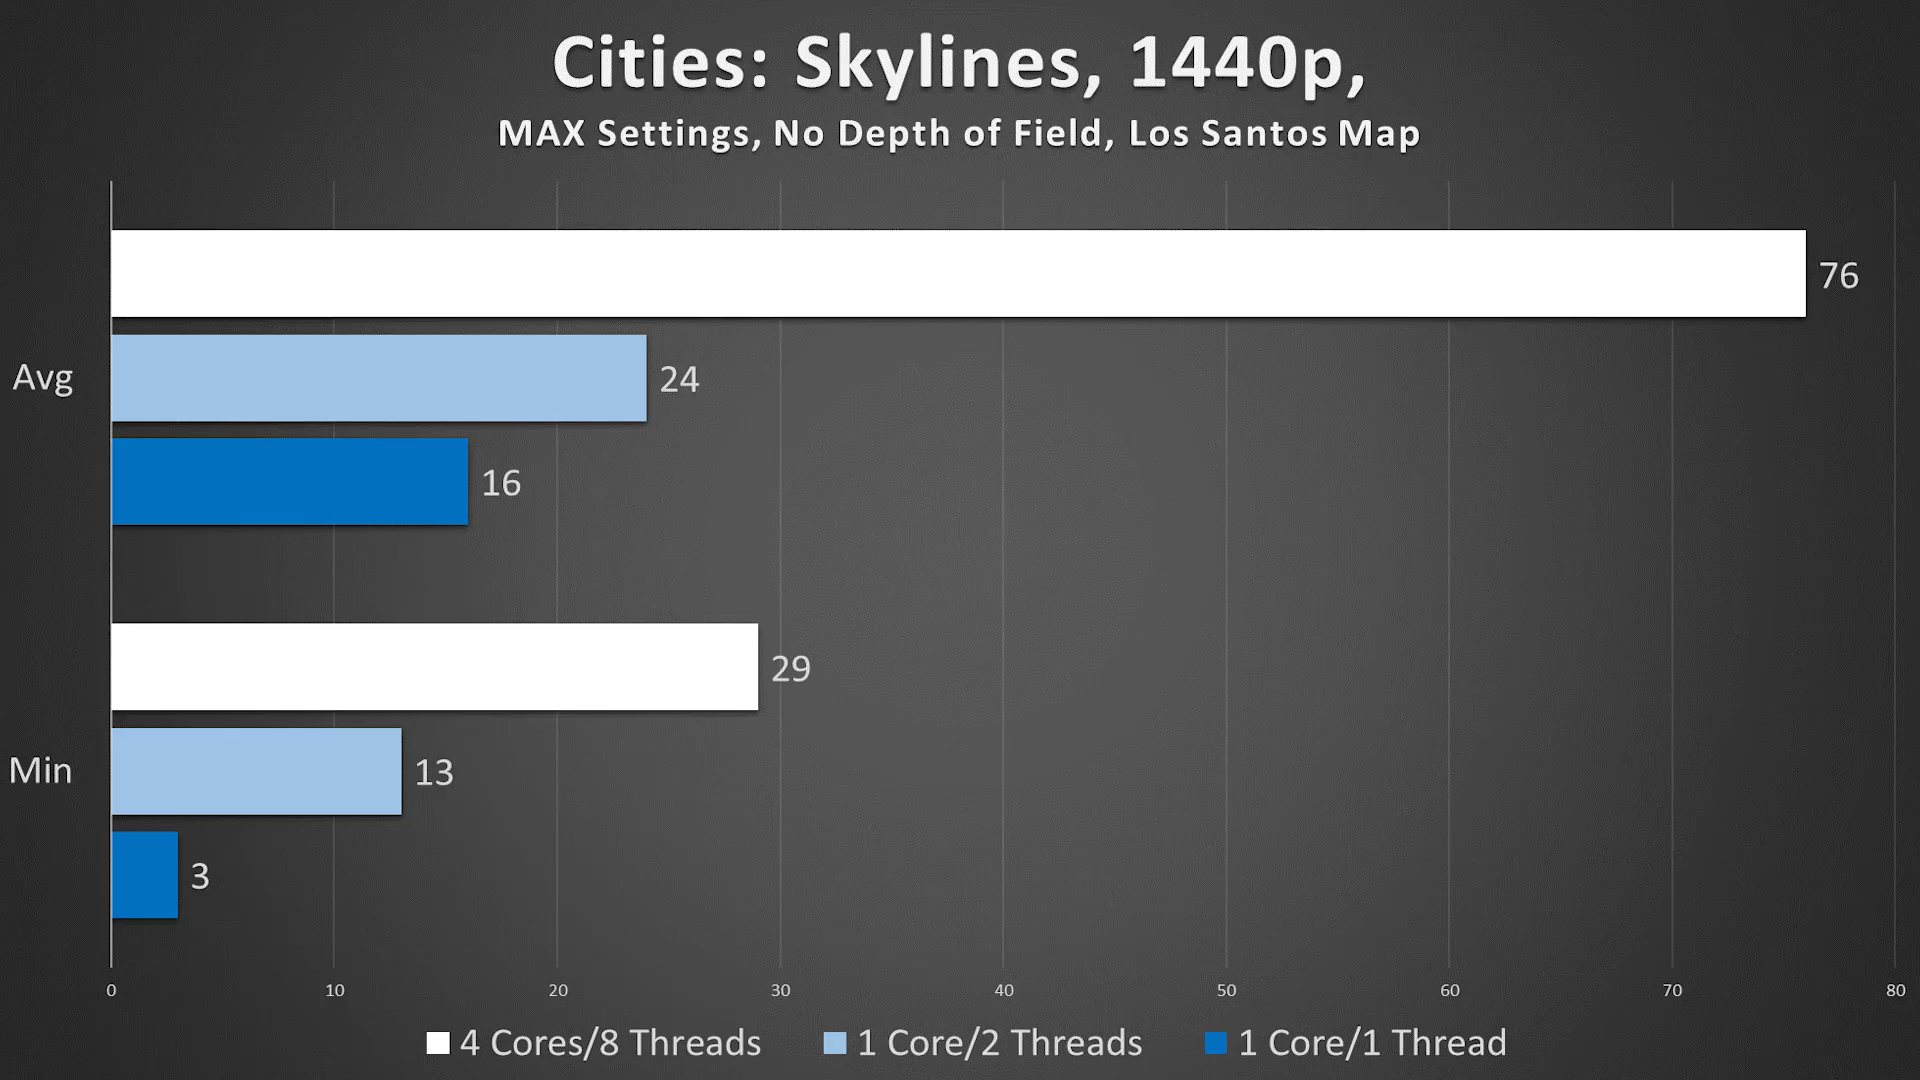 Cities: Skylines, 1440p,
MAX Settings, No Depth of Field, Los Santos Map
76
Avg
24
16
29
Min
13
3
0 10 20 30 40 50 60 70 80
4 Cores/8 Threads 1 Core/2 Threads 1 Core/1 Thread